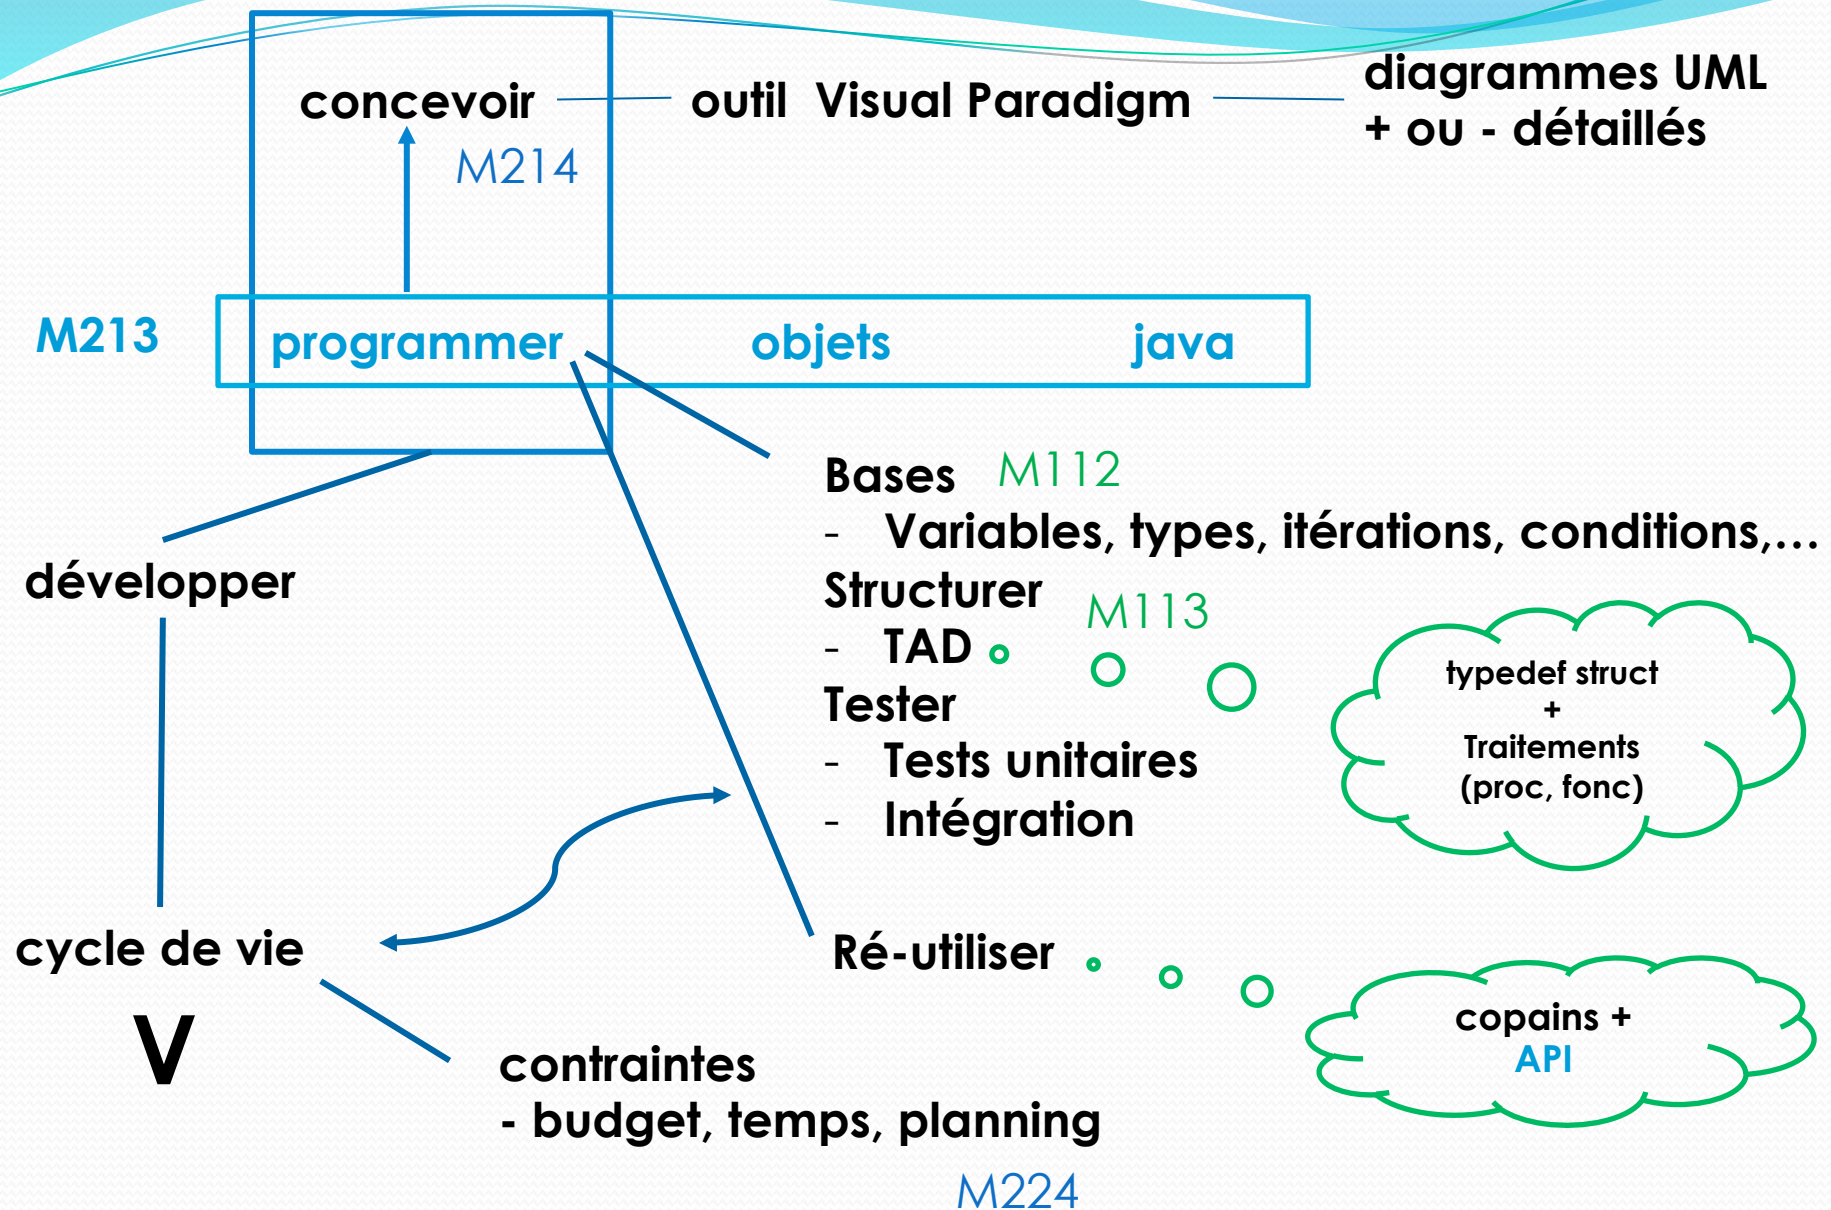 concevoir
outil Visual Paradigm
diagrammes UML
+ ou - détaillés
M214
M213
programmer
objets
java
Bases
M112
- Variables, types, itérations, conditions,…
développer
Structurer
M113
- TAD
Tester
- Tests unitaires
- Intégration
typedef struct
+
Traitements
(proc, fonc)
cycle de vie
V
Ré-utiliser
copains +
API
contraintes
- budget, temps, planning
M224